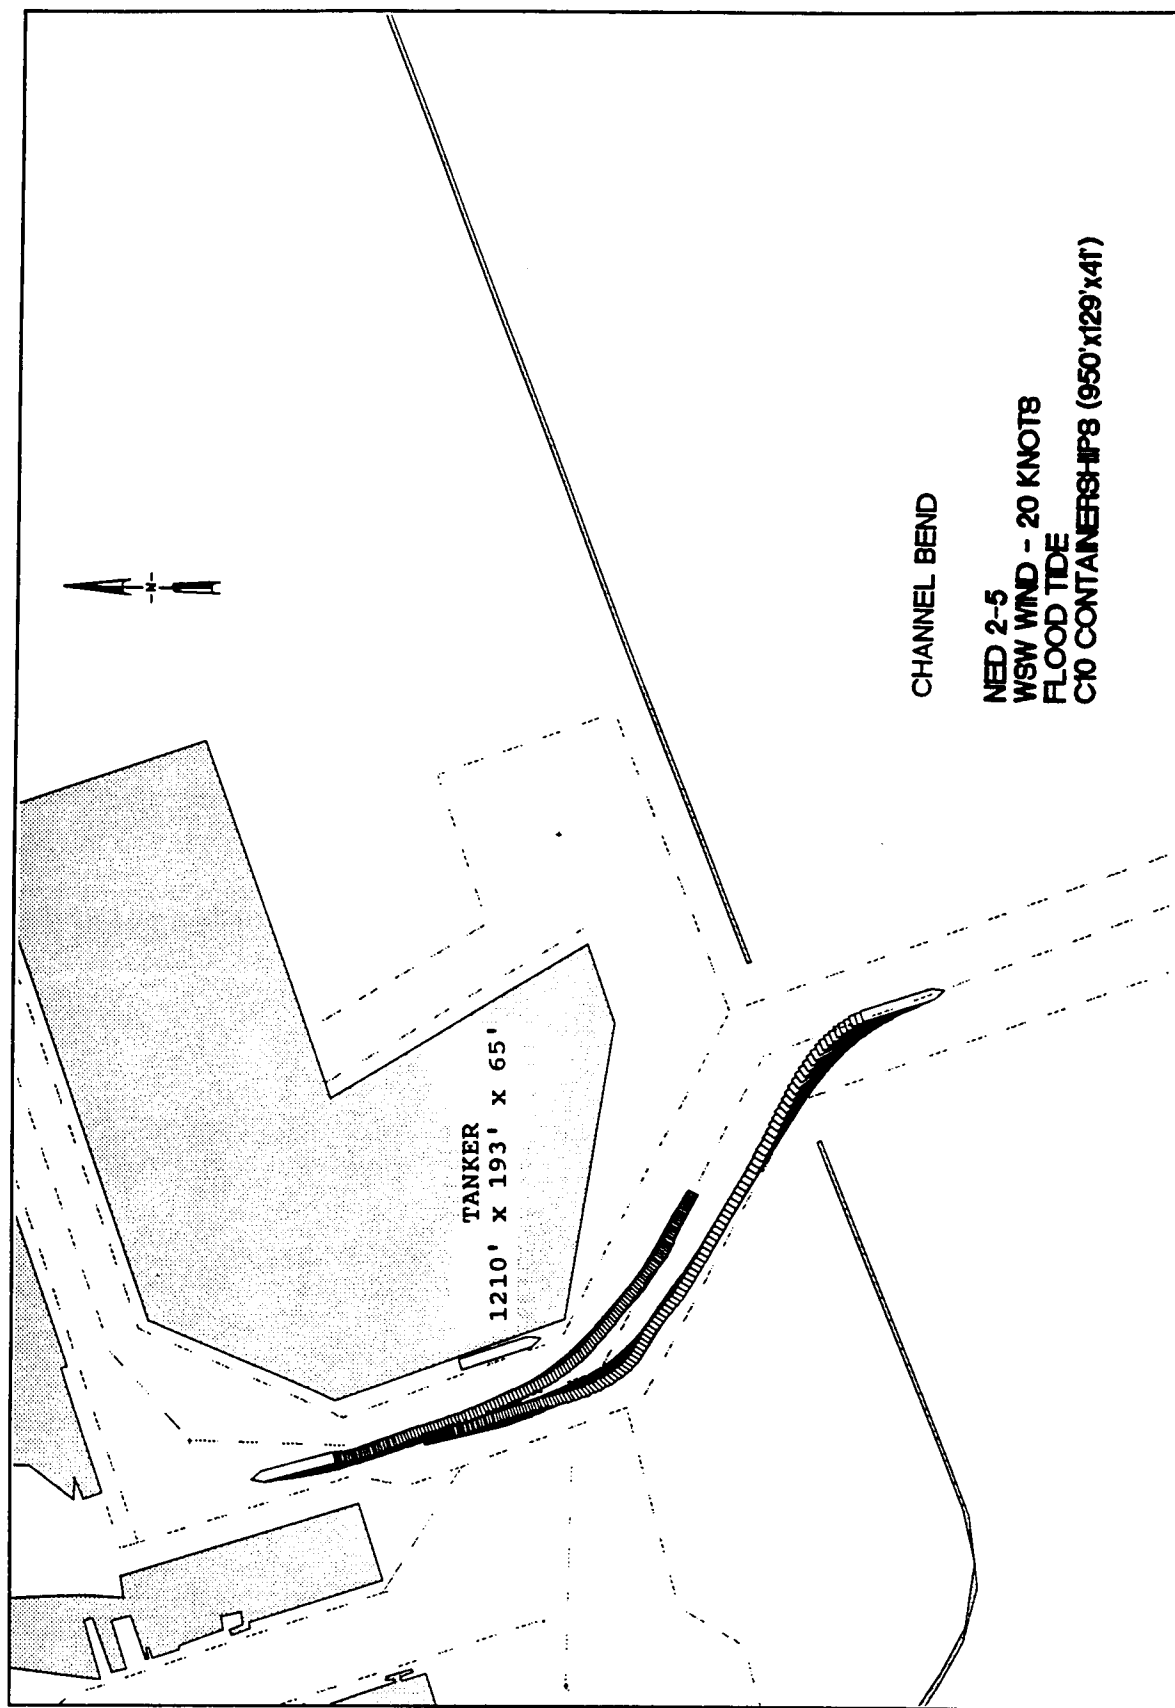 TANKER
1210' x 193' x 65'
-N-
CHANNEL BEND
NED 2-5
WSW WIND - 20 KNOTS
FLOOD TIDE
C10 CONTAINERSHIPS (950'x129'x41')